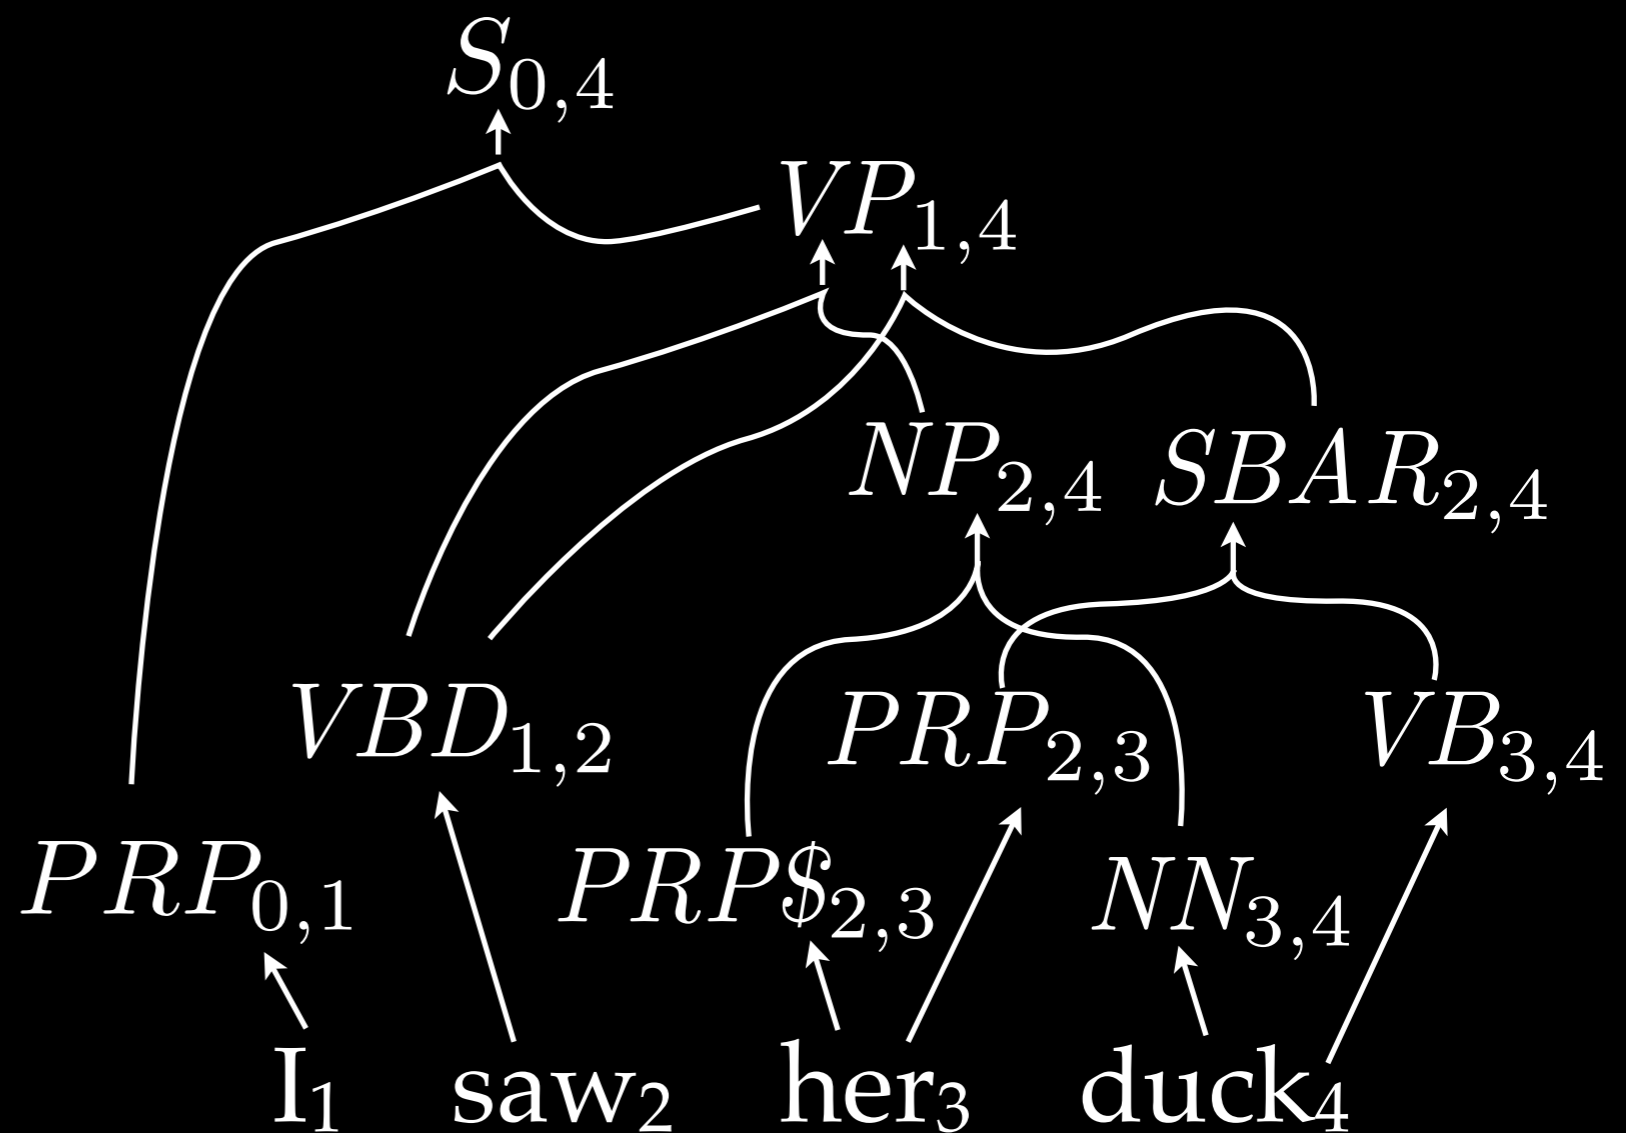 S0,4
VP1,4
NP2,4 SBAR2,4
VBD1,2 PRP2,3 VB3,4
PRP0,1 PRP$2,3 NN3,4
I1 saw2 her3 duck4